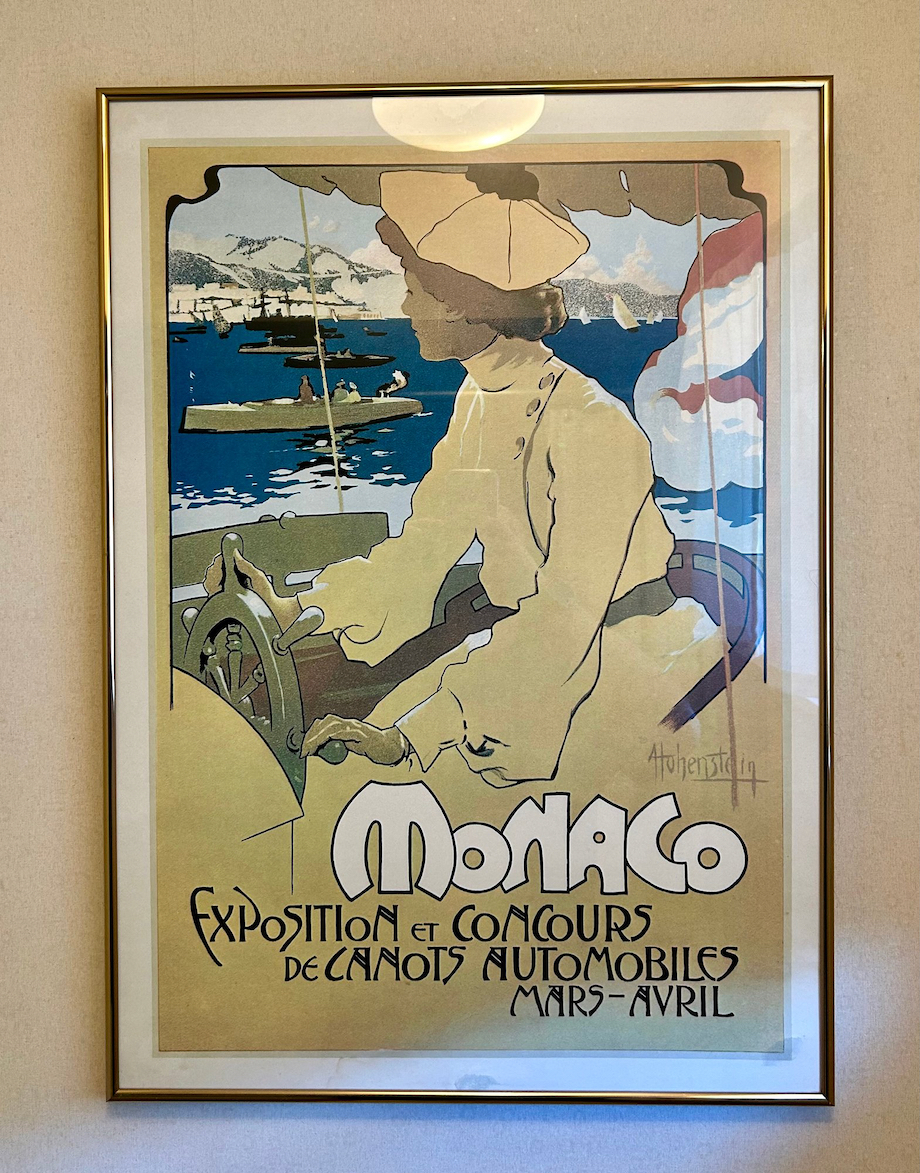 AHohenstein
MONACO
EXPOSITION ET CONCOURS
DE CANOTS AUTOMOBILES
MARS-AVRIL